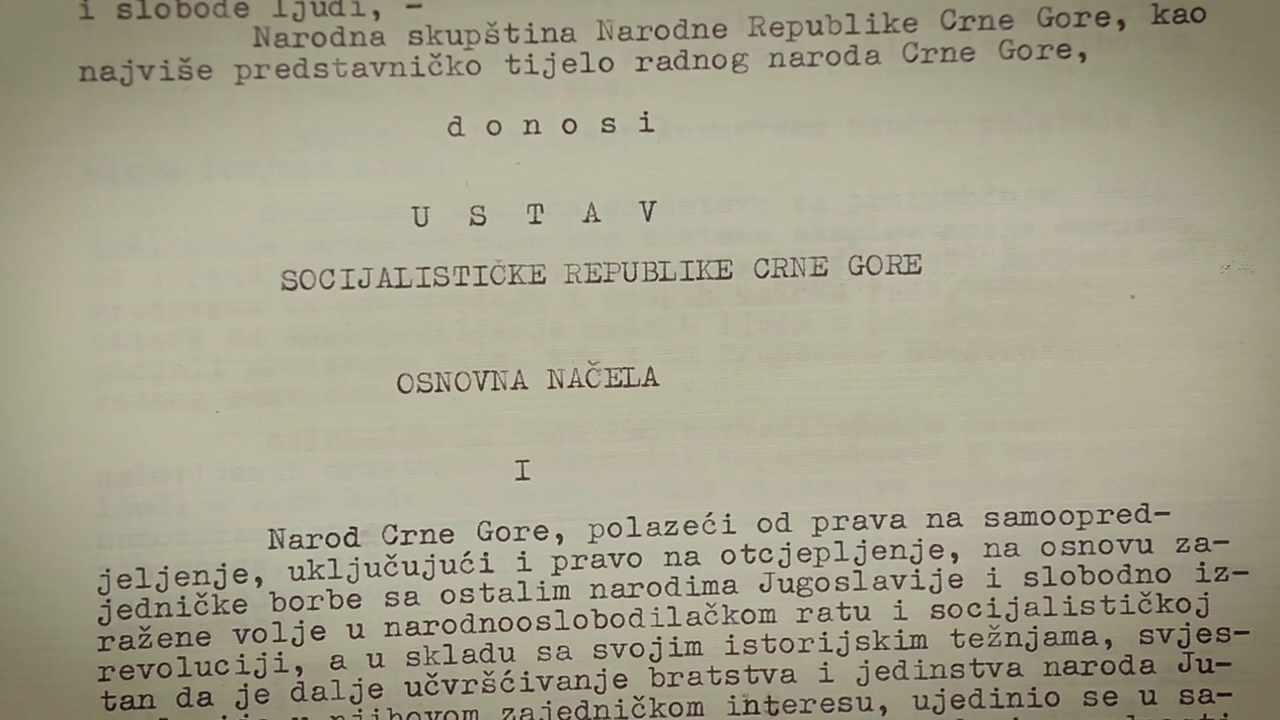 i slobode ljudi, -
Narodna skupština Narodne Republike Crne Gore, kao
najviše predstavničko tijelo radnog naroda Crne Gore,
d o n o s i
U S T A V
SOCIJALISTIČKE REPUBLIKE CRNE GORE
OSNOVNA NAČELA
I
Narod Crne Gore, polazeći od prava na samoopred-
jeljenje, uključujući i pravo na otcjepljenje, na osnovu za-
jedničke borbe sa ostalim narodima Jugoslavije i slobodno iz-
ražene volje u narodnooslobodilačkom ratu i socijalističkoj
revoluciji, a u skladu sa svojim istorijskim težnjama, svjes-
tan da je dalje učvršćivanje bratstva i jedinstva naroda Ju-
u njihovom zajedničkom interesu, ujedinio se u sa-